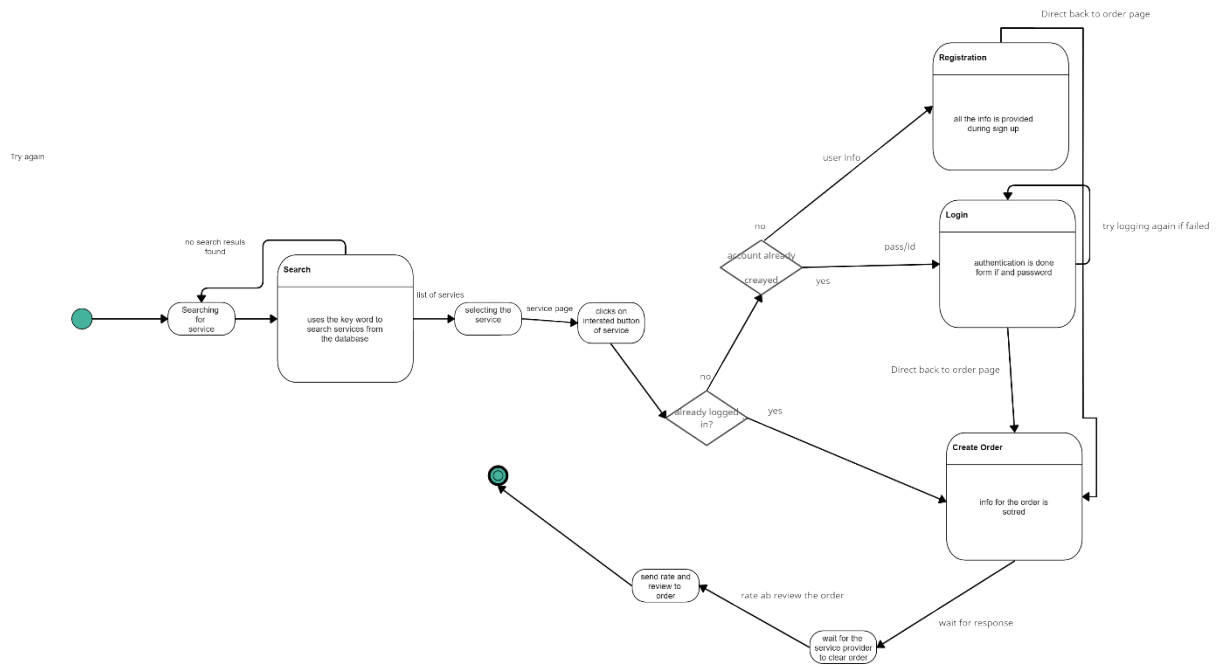 Direct back to order page
Registration
all the info is provided
during sign up
Try again
user info
Login
try logging again if failed
authentication is done
form if and password
no
account already
creayed
pass/id
yes
no search resuls
found
Search
uses the key word to
search services from
the database
Searching
for
service
list of servies
selecting the
service
service page
clicks on
intersted button
of service
Direct back to order page
no
already logged
in?
yes
Create Order
info for the order is
sotred
send rate and
review to
order
rate ab review the order
wait for response
wait for the
service provider
to clear order